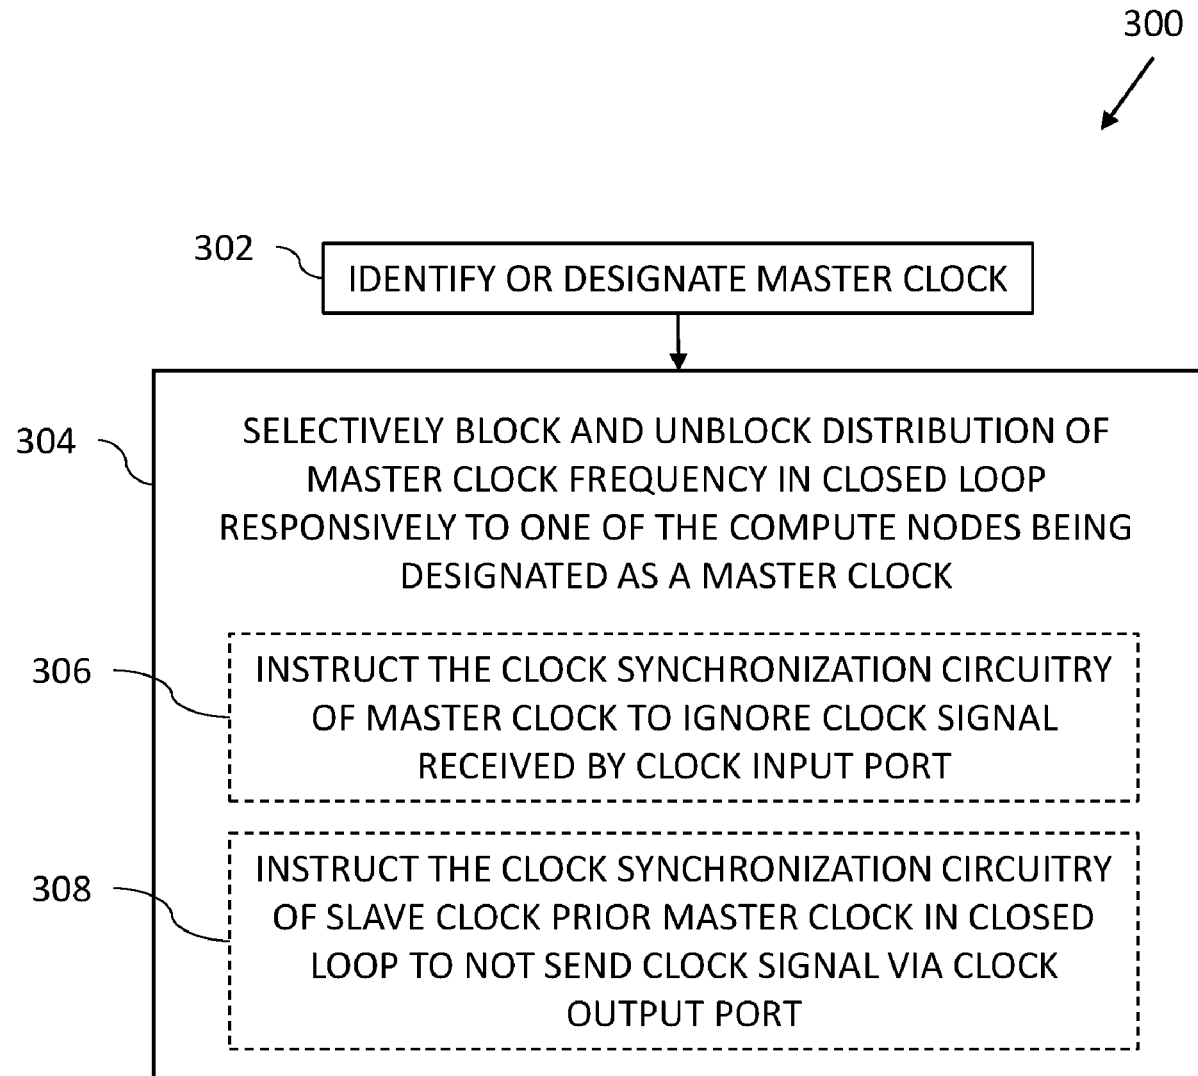 300
302
IDENTIFY OR DESIGNATE MASTER CLOCK
304
SELECTIVELY BLOCK AND UNBLOCK DISTRIBUTION OF
MASTER CLOCK FREQUENCY IN CLOSED LOOP
RESPONSIVELY TO ONE OF THE COMPUTE NODES BEING
DESIGNATED AS A MASTER CLOCK
306
INSTRUCT THE CLOCK SYNCHRONIZATION CIRCUITRY
OF MASTER CLOCK TO IGNORE CLOCK SIGNAL
RECEIVED BY CLOCK INPUT PORT
308
INSTRUCT THE CLOCK SYNCHRONIZATION CIRCUITRY
OF SLAVE CLOCK PRIOR MASTER CLOCK IN CLOSED
LOOP TO NOT SEND CLOCK SIGNAL VIA CLOCK
OUTPUT PORT